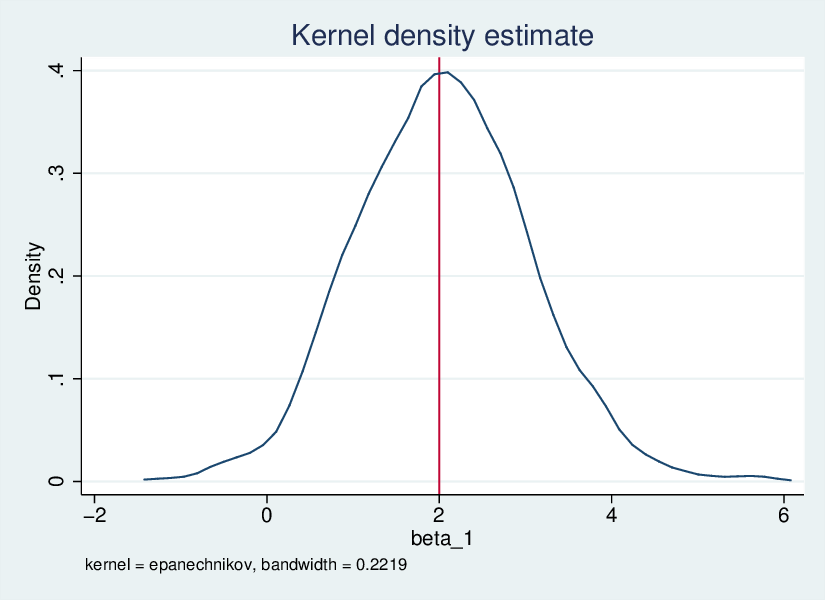 Kernel density estimate
Density
.4
.3
.2
.1
0
−2 0 2 4 6
beta_1
kernel = epanechnikov, bandwidth = 0.2219